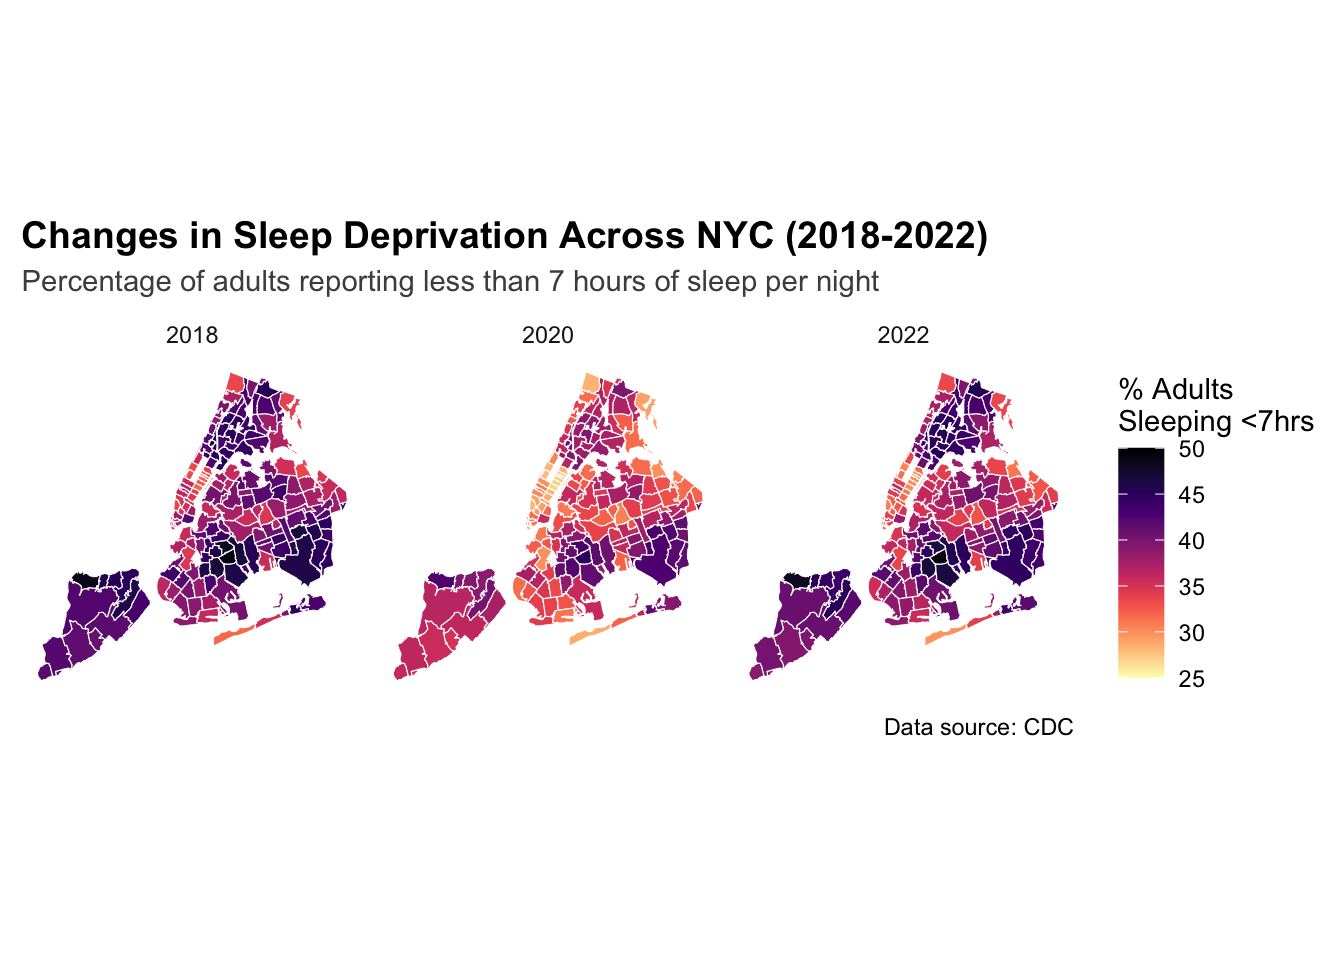 Changes in Sleep Deprivation Across NYC (2018-2022)
Percentage of adults reporting less than 7 hours of sleep per night
2018
2020
2022
% Adults
Sleeping <7hrs
50
45
40
35
30
25
Data source: CDC